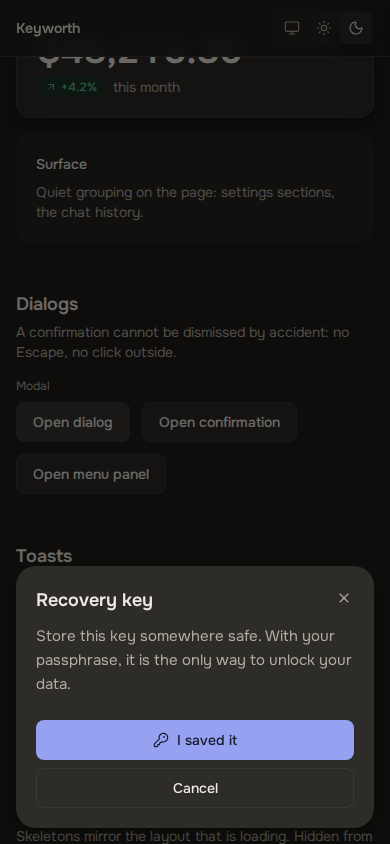 Keyworth
+4.2% this month
Surface
Quiet grouping on the page: settings sections,
the chat history.
Dialogs
A confirmation cannot be dismissed by accident: no
Escape, no click outside.
Modal
Open dialog
Open confirmation
Open menu panel
Toasts
Recovery key
Store this key somewhere safe. With your
passphrase, it is the only way to unlock your
data.
I saved it
Cancel
Skeletons mirror the layout that is loading. Hidden from